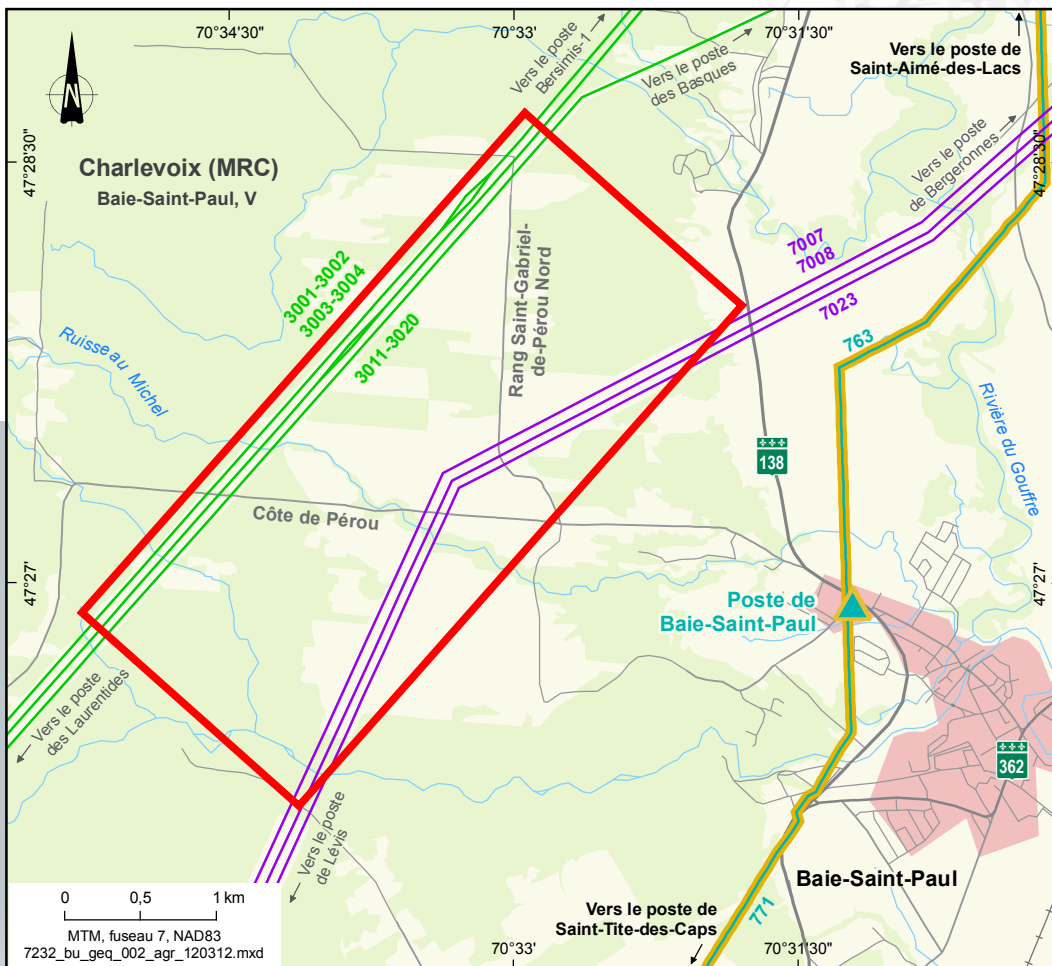 70°34'30"
70°33'
70°31'30"
Vers le poste
Bersimis-1
Vers le poste
des Basques
Vers le poste de
Saint-Aimé-des-Lacs
N
47°28'30"
Charlevoix (MRC)
Baie-Saint-Paul, V
Vers le poste
de Bergeronnes
47°28'30"
7007
7008
7023
3001-3002
3003-3004
3011-3020
Rang Saint-Gabriel-
de-Pérou Nord
763
Ruisseau Michel
Rivière du Gouffre
138
Côte de Pérou
47°27'
47°27'
Poste de
Baie-Saint-Paul
Vers le poste
des Laurentides
362
Vers le poste
de Lévis
Baie-Saint-Paul
0 0,5 1 km
MTM, fuseau 7, NAD83
7232_bu_geq_002_agr_120312.mxd
Vers le poste de
Saint-Tite-des-Caps
771
70°33'
70°31'30"